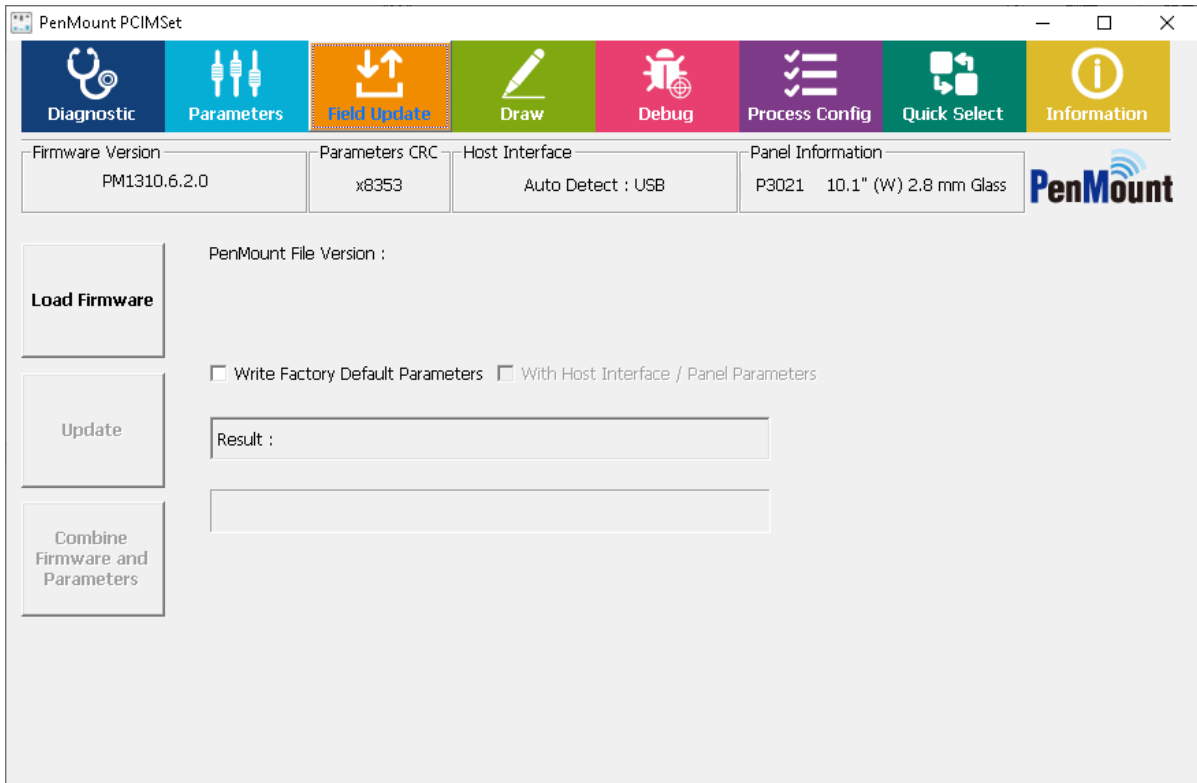 PenMount PCIMSet
Diagnostic
Parameters
Field Update
Draw
Debug
Process Config
Quick Select
Information
Firmware Version
PM1310.6.2.0
Parameters CRC
x8353
Host Interface
Auto Detect : USB
Panel Information
P3021 10.1" (W) 2.8 mm Glass
PenMount
Load Firmware
PenMount File Version :
Write Factory Default Parameters
With Host Interface / Panel Parameters
Update
Result :
Combine
Firmware and
Parameters